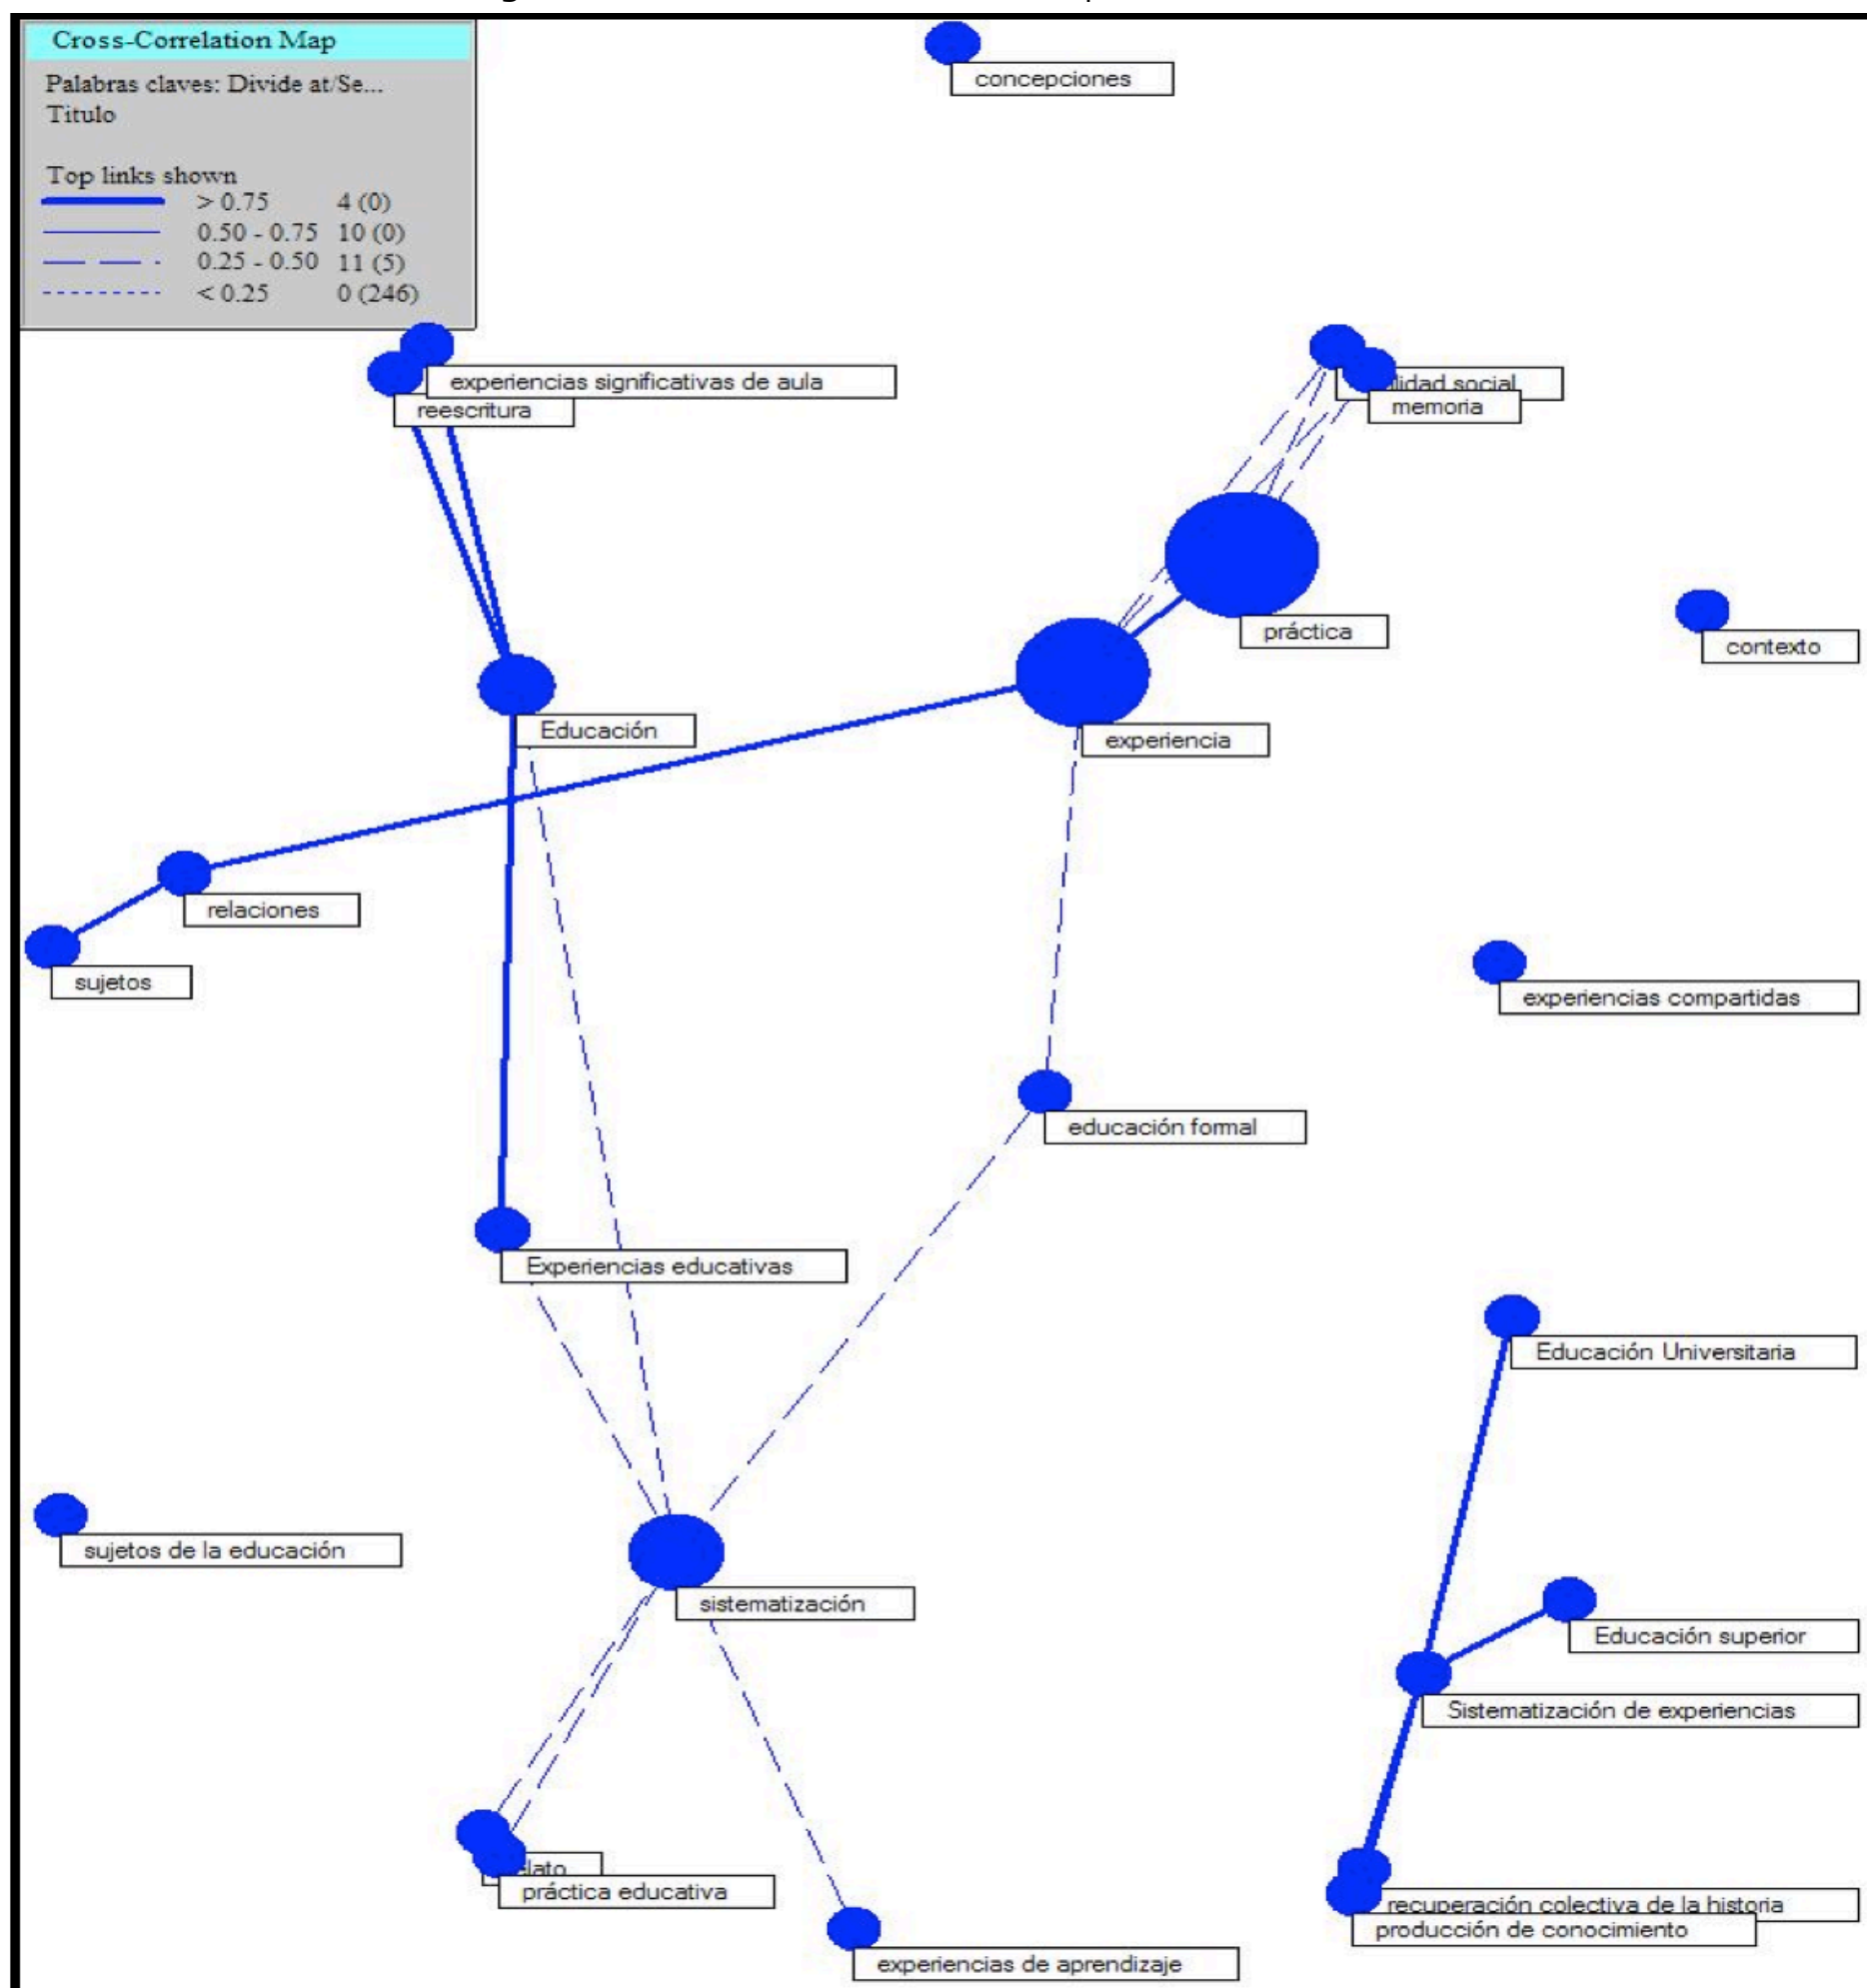 Cross-Correlation Map
Palabras claves: Divide at/Se...
Titulo
Top links shown
> 0.75 4 (0)
0.50 - 0.75 10 (0)
0.25 - 0.50 11 (5)
< 0.25 0 (246)
concepciones
experiencias significativas de aula
reescritura
social
memoria
práctica
contexto
Educación
experiencia
relaciones
sujetos
experiencias compartidas
educación formal
Experiencias educativas
Educación Universitaria
sujetos de la educación
sistematización
Educación superior
Sistematización de experiencias
práctica educativa
recuperación colectiva de la historia
producción de conocimiento
experiencias de aprendizaje